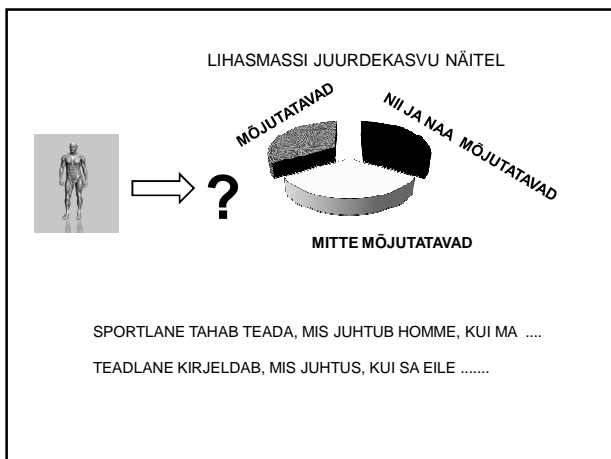 LIHASMASSI JUURDEKASVU NÄITEL
MÕJUTATAVAD
NII JA NAA MÕJUTATAVAD
?
MITTE MÕJUTATAVAD
SPORTLANE TAHAB TEADA, MIS JUHTUB HOMME, KUI MA ....
TEADLANE KIRJELDAB, MIS JUHTUS, KUI SA EILE .......